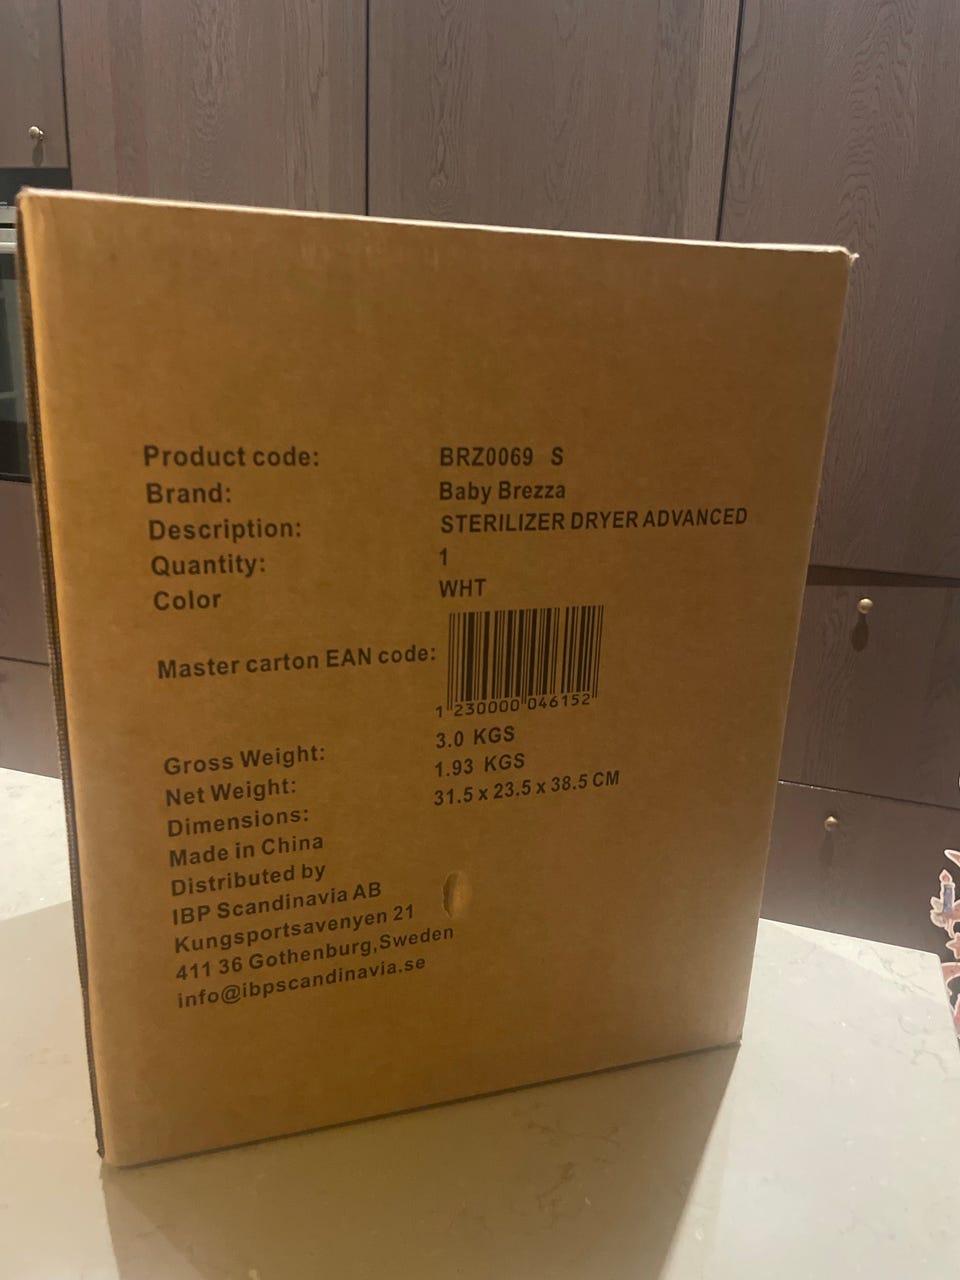 Product code: BRZ0069 S
Brand: Baby Brezza
Description: STERILIZER DRYER ADVANCED
Quantity: 1
Color WHT
Master carton EAN code:
1 230000 046152
Gross Weight: 3.0 KGS
Net Weight: 1.93 KGS
Dimensions: 31.5 x 23.5 x 38.5 CM
Made in China
Distributed by
IBP Scandinavia AB
Kungsportsavenyen 21
411 36 Gothenburg,Sweden
info@ibpscandinavia.se